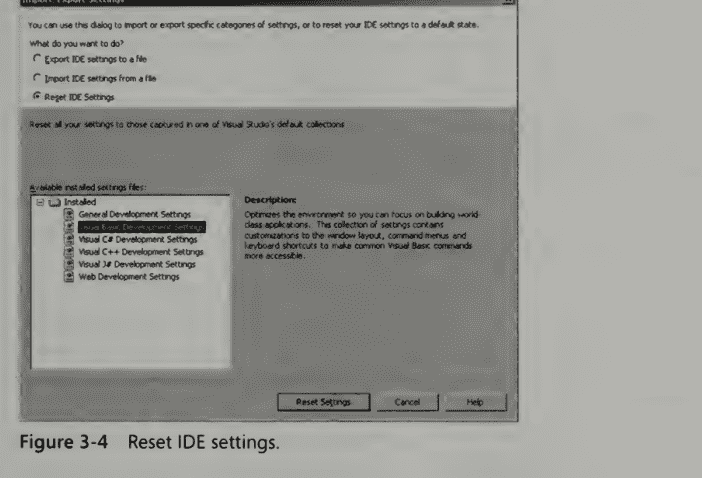 Import Export Settings
You can use this dialog to import or export specific categories of settings, or to reset your IDE settings to a default state.
What do you want to do?
Export IDE settings to a file
Import IDE settings from a file
Reset IDE Settings
Reset all your settings to those captured in one of Visual Studio's default collections
Available installed settings files:
Installed
General Development Settings
Visual Basic Development Settings
Visual C# Development Settings
Visual C++ Development Settings
Visual J# Development Settings
Web Development Settings
Description:
Optimizes the environment so you can focus on building world-
class applications. This collection of settings contains
customizations to the window layout, command menus and
keyboard shortcuts to make common Visual Basic commands
more accessible.
Reset Settings
Cancel
Help
Figure 3-4 Reset IDE settings.